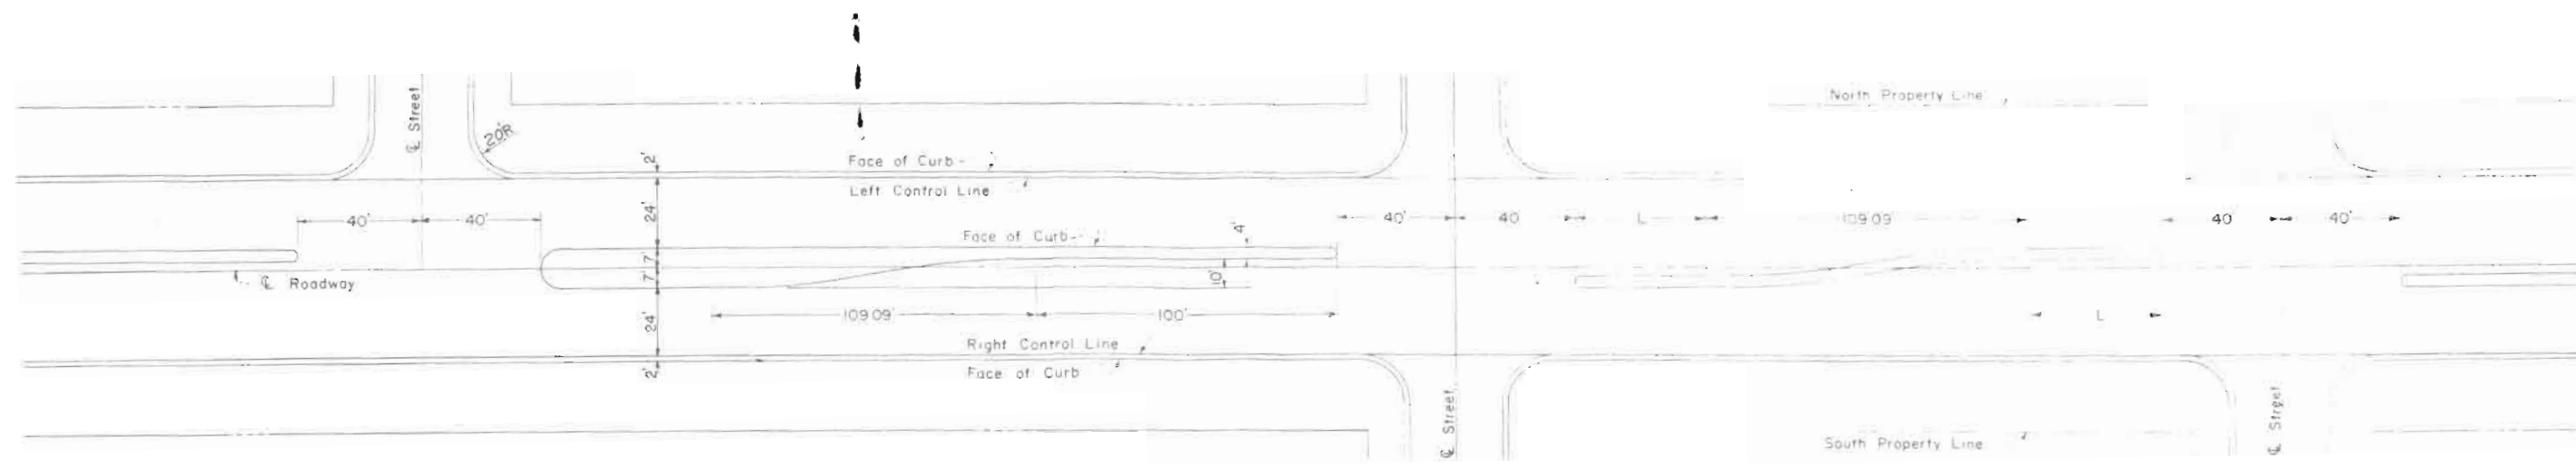 North Property Line
℄ Street
20'R
2'
Face of Curb
Left Control Line
24'
40'
40'
40'
40
L
109.09
40
40'
Face of Curb
4'
7'
7'
10'
℄ Roadway
109.09'
100'
L
24'
Right Control Line
2'
Face of Curb
℄ Street
℄ Street
South Property Line